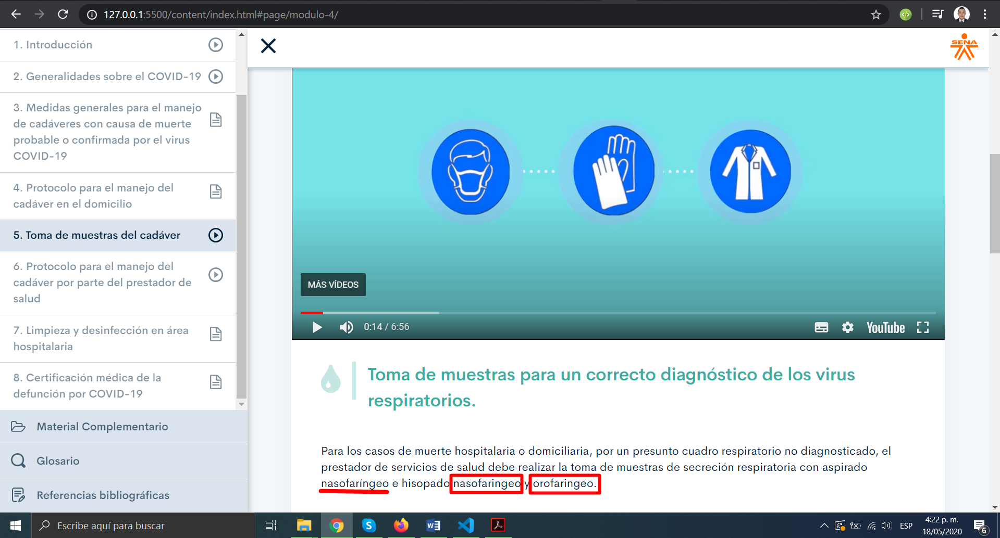 127.0.0.1:5500/content/index.html#page/modulo-4/
1. Introducción
2. Generalidades sobre el COVID-19
3. Medidas generales para el manejo
de cadáveres con causa de muerte
probable o confirmada por el virus
COVID-19
4. Protocolo para el manejo del
cadáver en el domicilio
5. Toma de muestras del cadáver
6. Protocolo para el manejo del
cadáver por parte del prestador de
salud
7. Limpieza y desinfección en área
hospitalaria
8. Certificación médica de la
defunción por COVID-19
Material Complementario
Glosario
Referencias bibliográficas
SENA
MÁS VÍDEOS
0:14 / 6:56
YouTube
Toma de muestras para un correcto diagnóstico de los virus
respiratorios.
Para los casos de muerte hospitalaria o domiciliaria, por un presunto cuadro respiratorio no diagnosticado, el
prestador de servicios de salud debe realizar la toma de muestras de secreción respiratoria con aspirado
nasofaríngeo e hisopado nasofaringeo y orofaringeo.
Escribe aquí para buscar
ESP
4:22 p. m.
18/05/2020
6